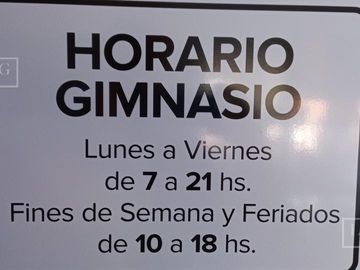 HORARIO
GIMNASIO
Lunes a Viernes
de 7 a 21 hs.
Fines de Semana y Feriados
de 10 a 18 hs.